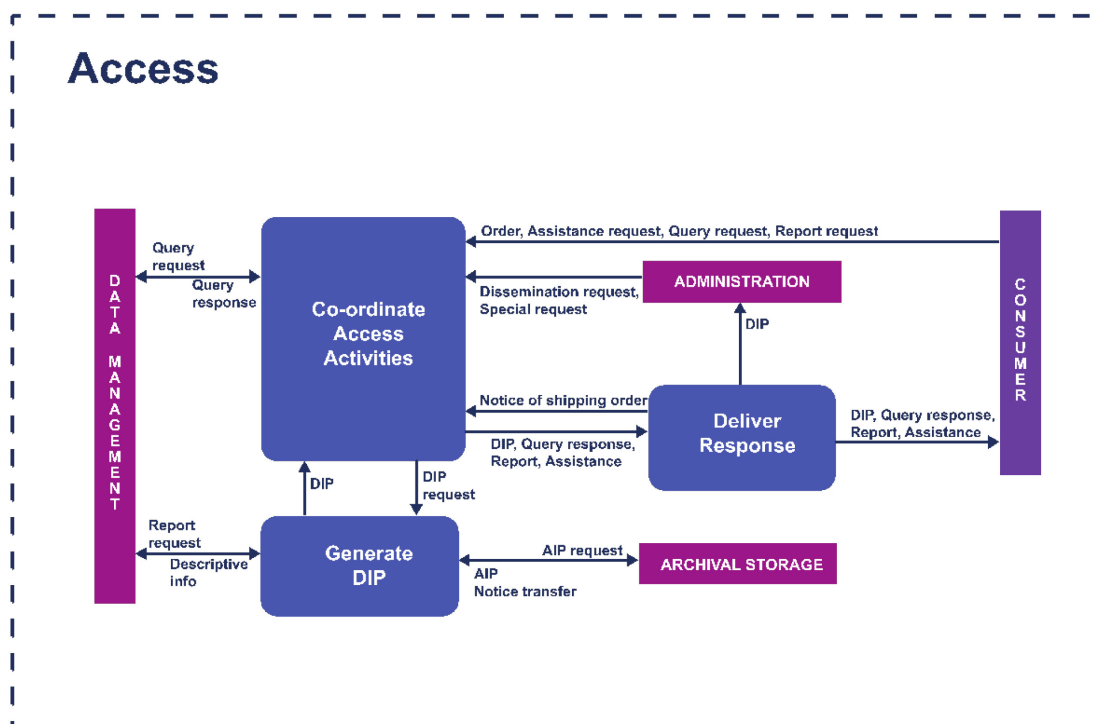 Access
DATA MANAGEMENT
Query
request
Query
response
Co-ordinate
Access
Activities
Order, Assistance request, Query request, Report request
ADMINISTRATION
Dissemination request,
Special request
DIP
CONSUMER
Notice of shipping order
Deliver
Response
DIP, Query response,
Report, Assistance
DIP, Query response,
Report, Assistance
DIP
DIP
request
Report
request
Descriptive
info
Generate
DIP
AIP request
AIP
Notice transfer
ARCHIVAL STORAGE